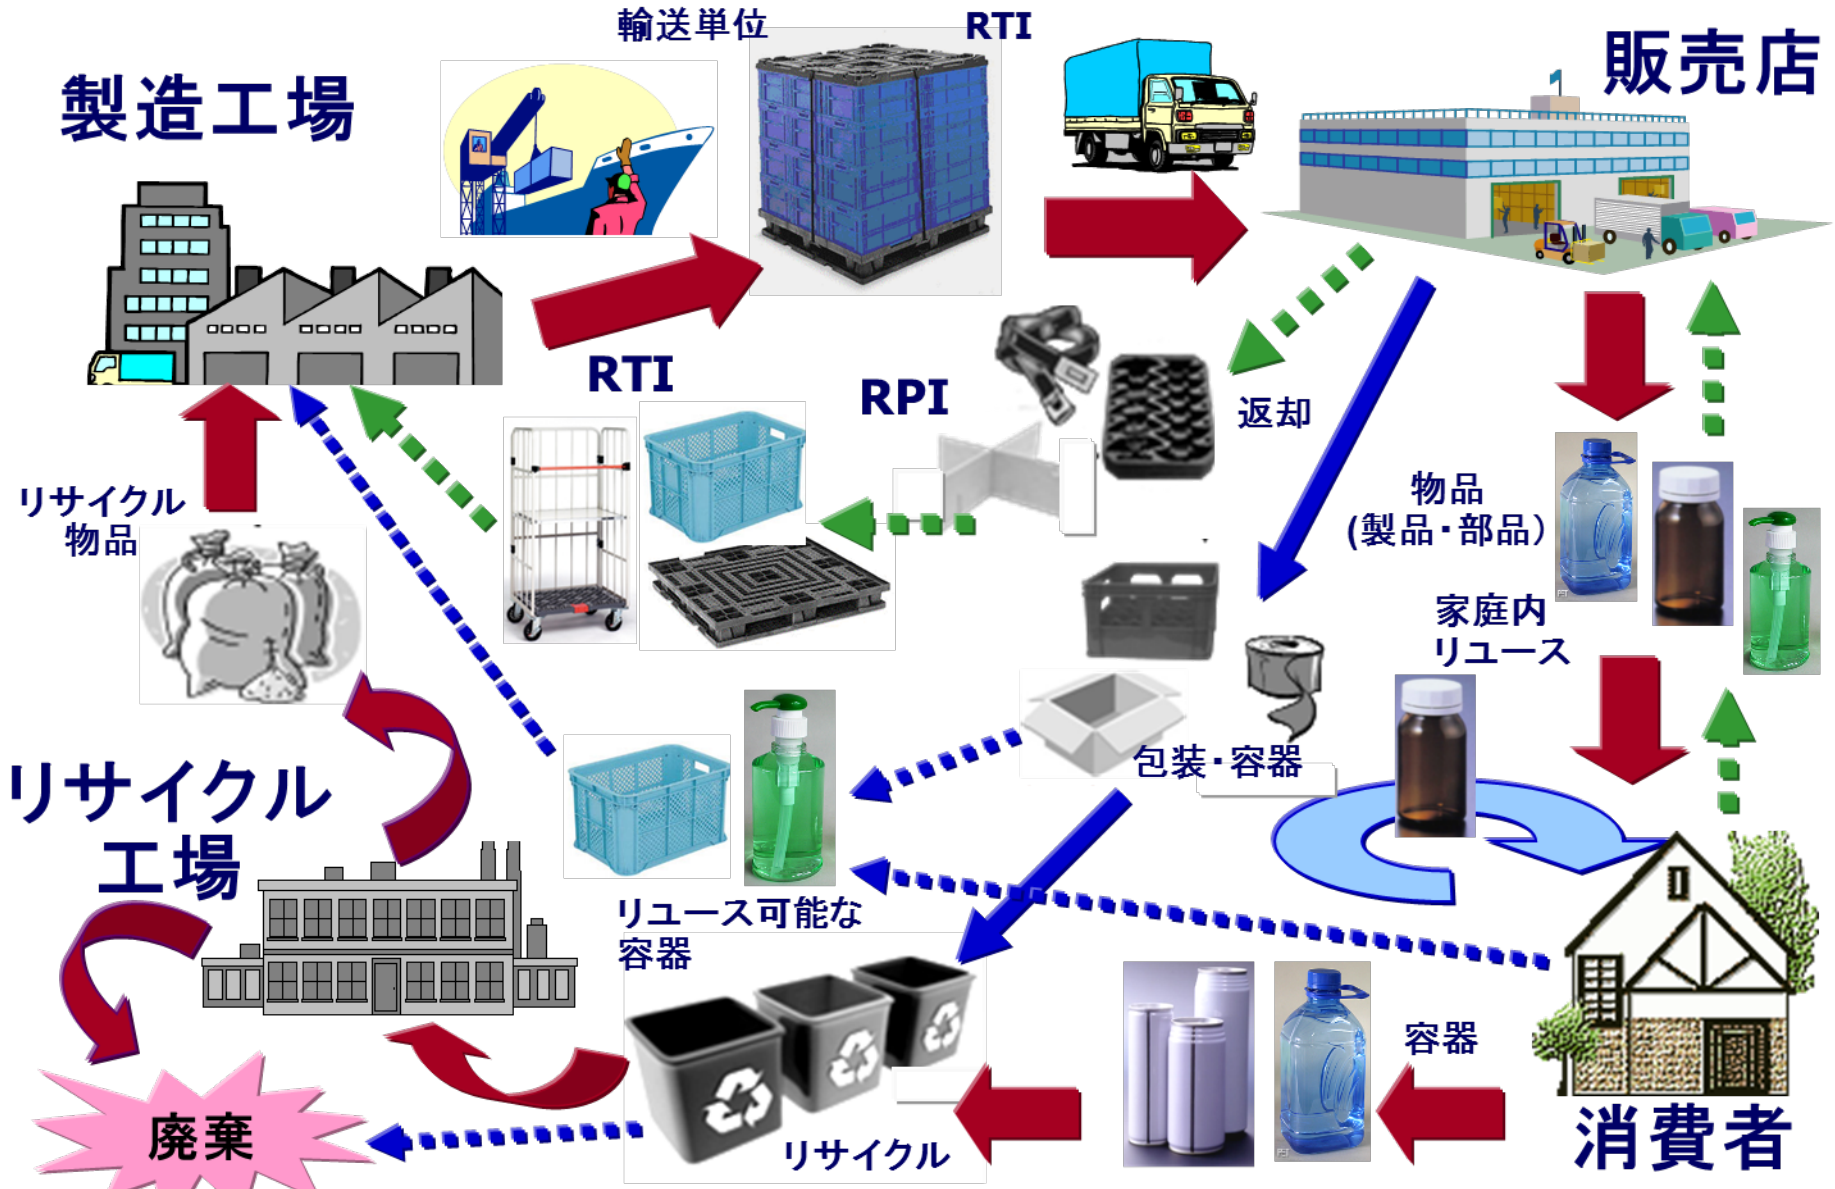 輸送単位
RTI
販売店
製造工場
RTI
RPI
返却
リサイクル
物品
物品
(製品・部品)
家庭内
リユース
包装・容器
リサイクル
工場
リユース可能な
容器
容器
廃棄
リサイクル
消費者